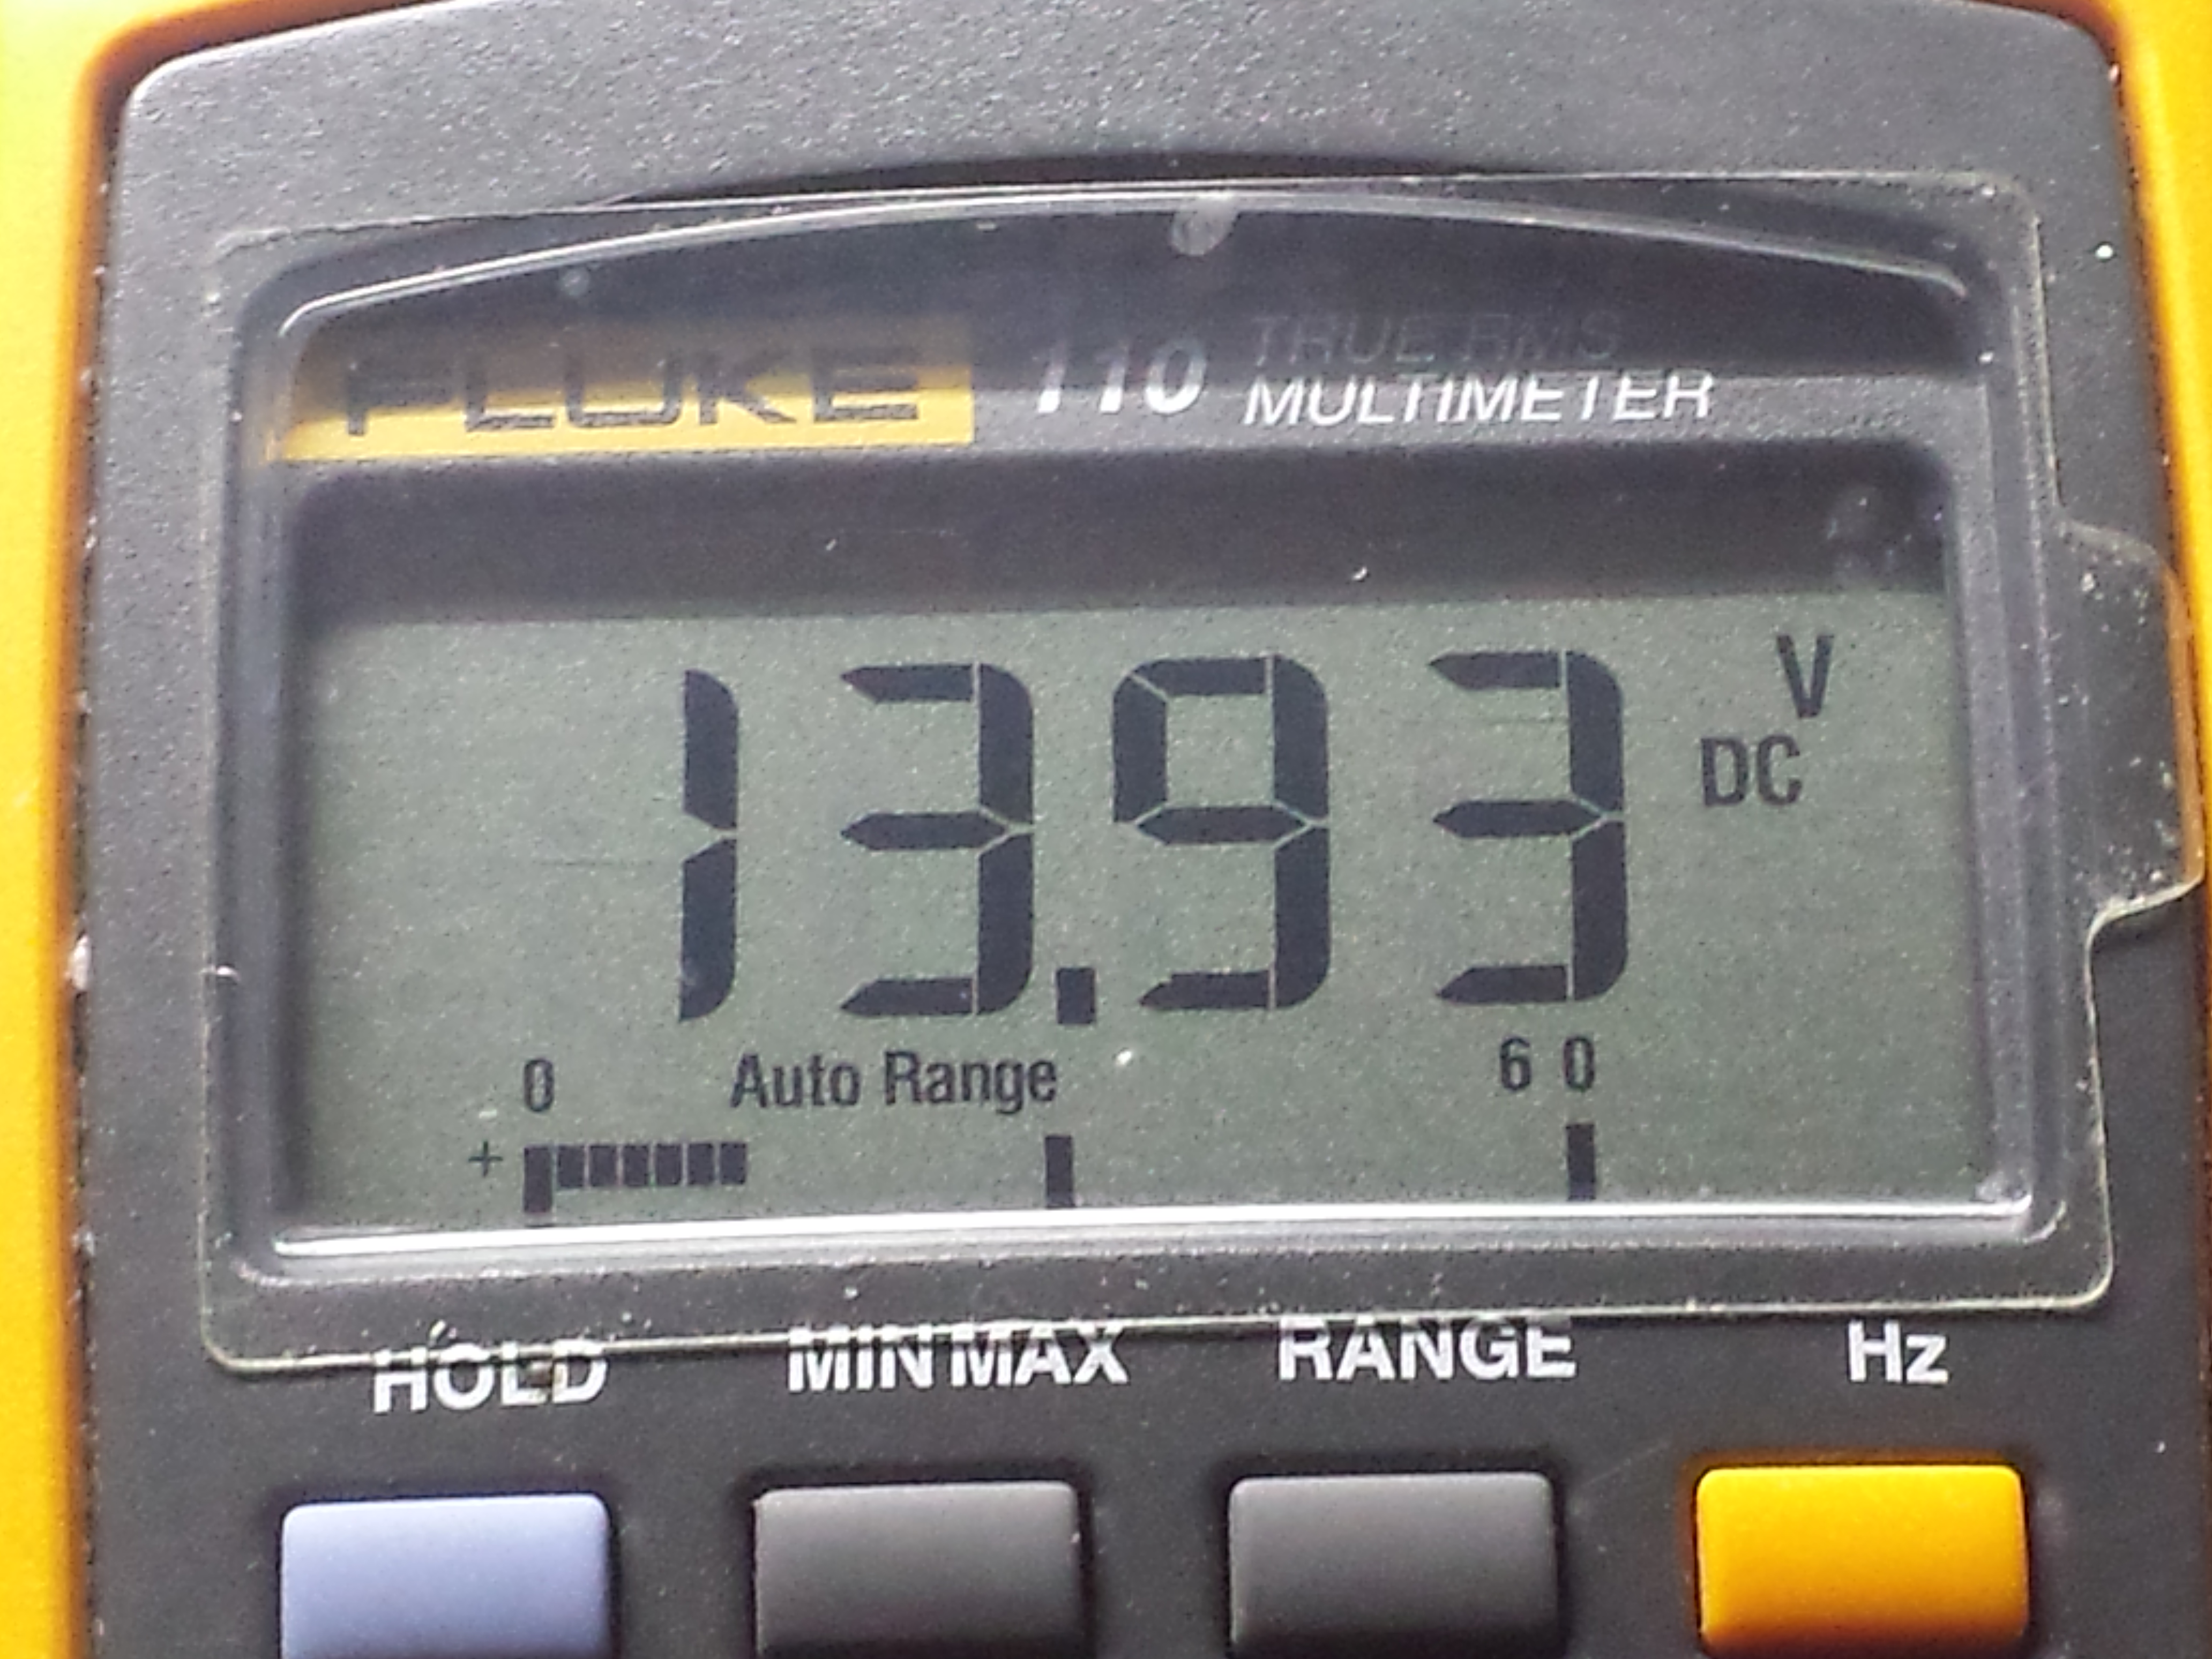 FLUKE 110 TRUE RMS
MULTIMETER
13.93 V
DC
0 Auto Range 60
+
HOLD MIN MAX RANGE Hz